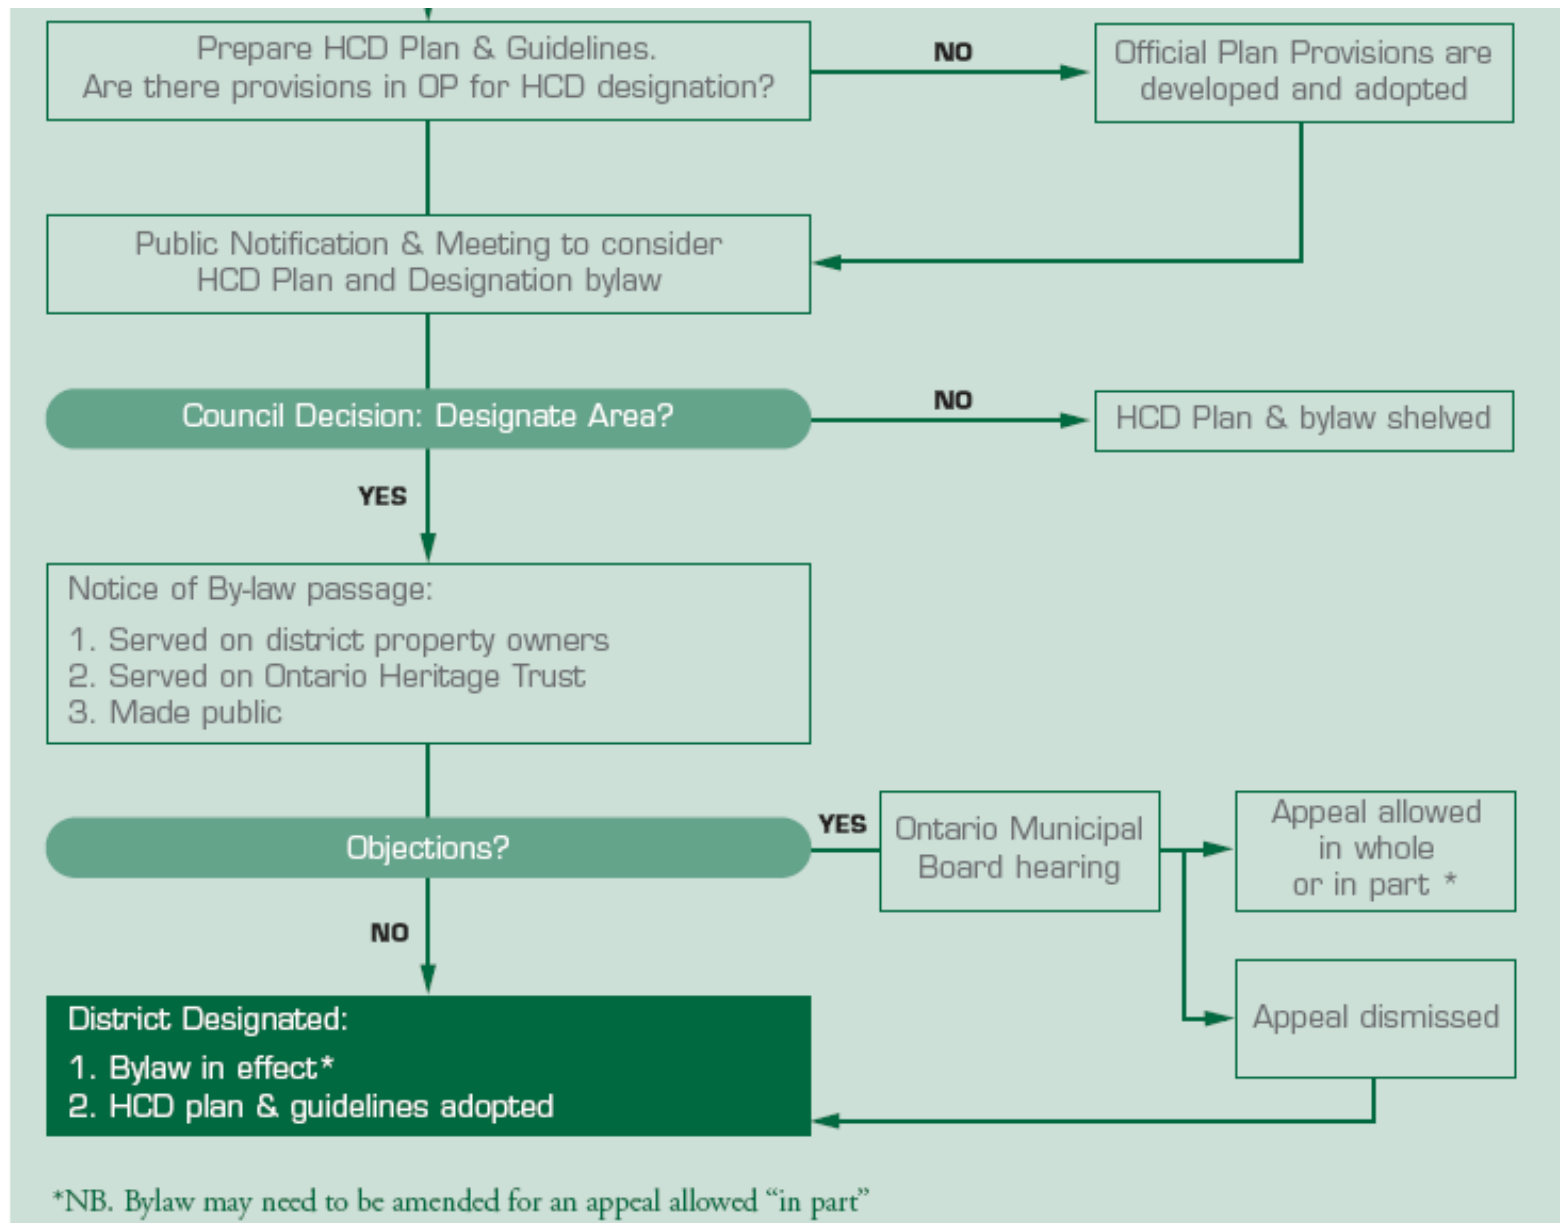 Prepare HCD Plan & Guidelines.
Are there provisions in OP for HCD designation?
NO
Official Plan Provisions are
developed and adopted
Public Notification & Meeting to consider
HCD Plan and Designation bylaw
Council Decision: Designate Area?
NO
HCD Plan & bylaw shelved
YES
Notice of By-law passage:
1. Served on district property owners
2. Served on Ontario Heritage Trust
3. Made public
Objections?
YES
Ontario Municipal
Board hearing
Appeal allowed
in whole
or in part *
NO
Appeal dismissed
District Designated:
1. Bylaw in effect*
2. HCD plan & guidelines adopted
*NB. Bylaw may need to be amended for an appeal allowed “in part”